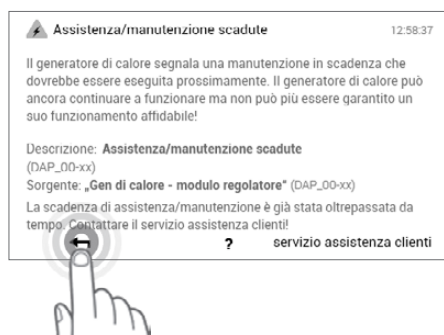 Assistenza/manutenzione scadute 12:58:37
Il generatore di calore segnala una manutenzione in scadenza che
dovrebbe essere eseguita prossimamente. Il generatore di calore può
ancora continuare a funzionare ma non può più essere garantito un
suo funzionamento affidabile!
Descrizione: Assistenza/manutenzione scadute
(DAP_00-xx)
Sorgente: „Gen di calore - modulo regolatore“ (DAP_00-xx)
La scadenza di assistenza/manutenzione è già stata oltrepassata da
tempo. Contattare il servizio assistenza clienti!
? servizio assistenza clienti